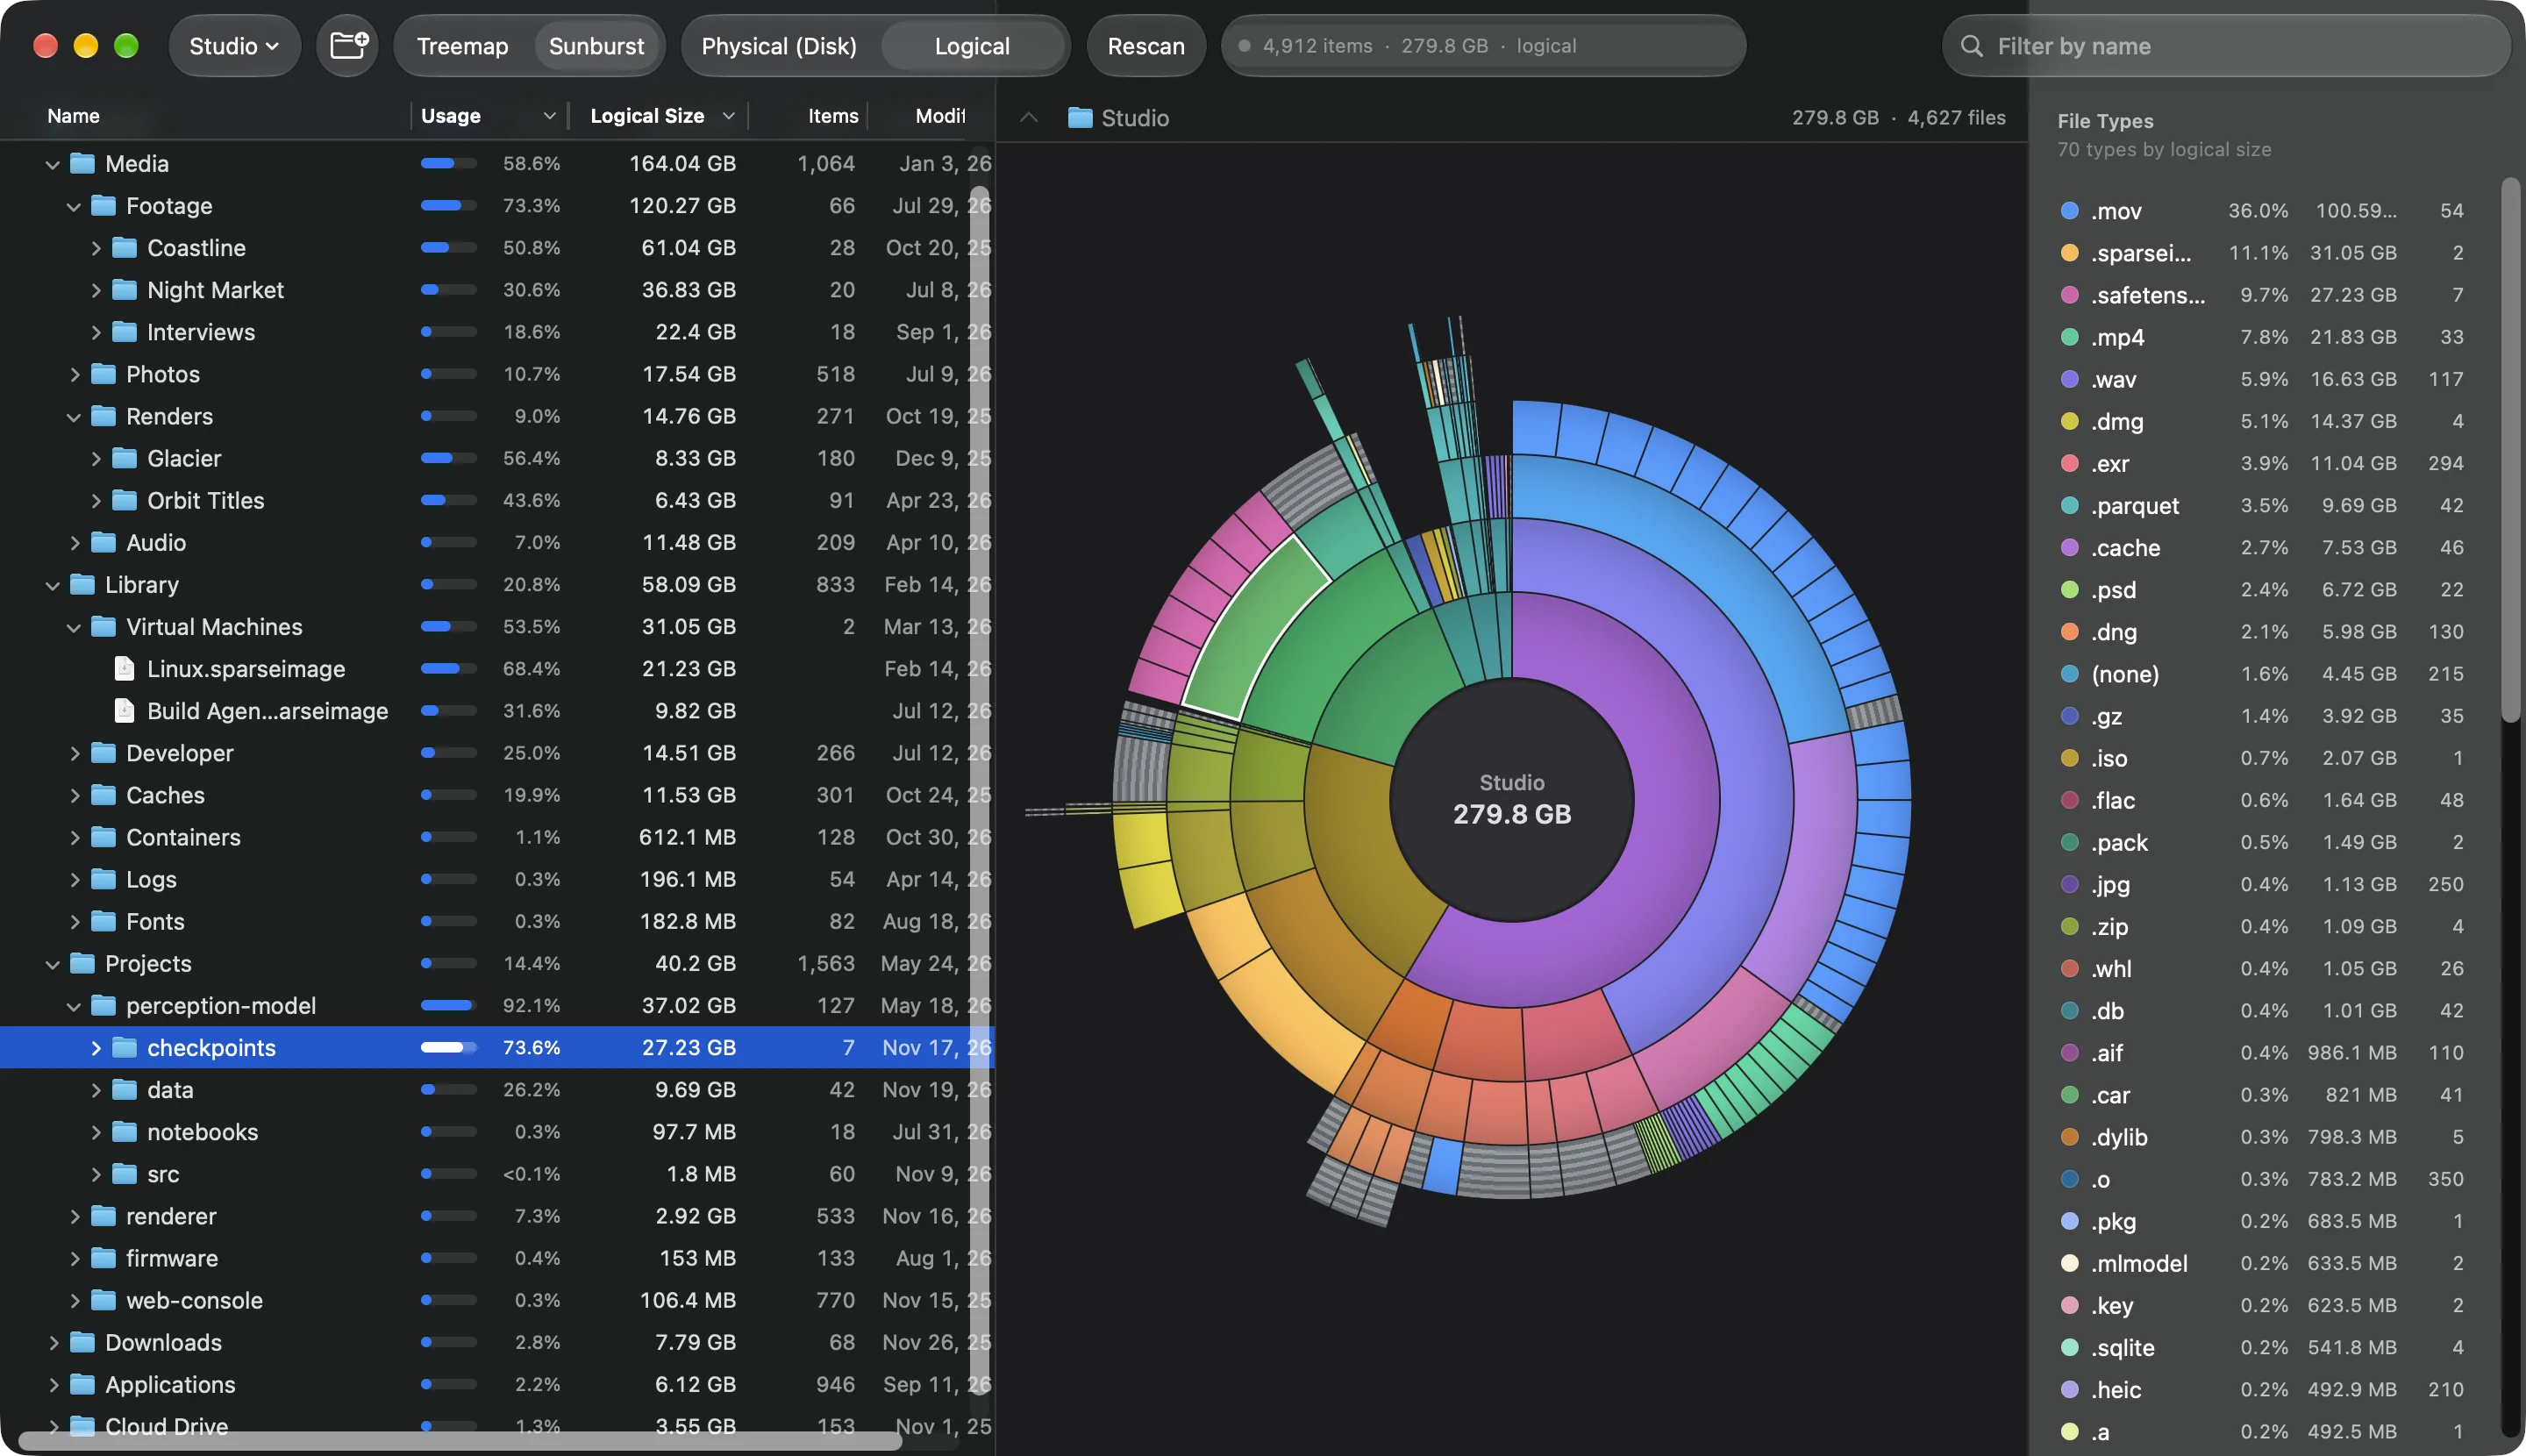 Studio Treemap Sunburst Physical (Disk) Logical Rescan 4,912 items · 279.8 GB · logical Filter by name
Name Usage Logical Size Items Modif
Media 58.6% 164.04 GB 1,064 Jan 3, 26
Footage 73.3% 120.27 GB 66 Jul 29, 26
Coastline 50.8% 61.04 GB 28 Oct 20, 25
Night Market 30.6% 36.83 GB 20 Jul 8, 26
Interviews 18.6% 22.4 GB 18 Sep 1, 26
Photos 10.7% 17.54 GB 518 Jul 9, 26
Renders 9.0% 14.76 GB 271 Oct 19, 25
Glacier 56.4% 8.33 GB 180 Dec 9, 25
Orbit Titles 43.6% 6.43 GB 91 Apr 23, 26
Audio 7.0% 11.48 GB 209 Apr 10, 26
Library 20.8% 58.09 GB 833 Feb 14, 26
Virtual Machines 53.5% 31.05 GB 2 Mar 13, 26
Linux.sparseimage 68.4% 21.23 GB Feb 14, 26
Build Agen...arseimage 31.6% 9.82 GB Jul 12, 26
Developer 25.0% 14.51 GB 266 Jul 12, 26
Caches 19.9% 11.53 GB 301 Oct 24, 25
Containers 1.1% 612.1 MB 128 Oct 30, 26
Logs 0.3% 196.1 MB 54 Apr 14, 26
Fonts 0.3% 182.8 MB 82 Aug 18, 26
Projects 14.4% 40.2 GB 1,563 May 24, 26
perception-model 92.1% 37.02 GB 127 May 18, 26
checkpoints 73.6% 27.23 GB 7 Nov 17, 26
data 26.2% 9.69 GB 42 Nov 19, 26
notebooks 0.3% 97.7 MB 18 Jul 31, 26
src <0.1% 1.8 MB 60 Nov 9, 26
renderer 7.3% 2.92 GB 533 Nov 16, 26
firmware 0.4% 153 MB 133 Aug 1, 26
web-console 0.3% 106.4 MB 770 Nov 15, 25
Downloads 2.8% 7.79 GB 68 Nov 26, 25
Applications 2.2% 6.12 GB 946 Sep 11, 26
Cloud Drive 1.3% 3.55 GB 153 Nov 1, 25
Studio 279.8 GB · 4,627 files
Studio
279.8 GB
File Types
70 types by logical size
.mov 36.0% 100.59... 54
.sparsei... 11.1% 31.05 GB 2
.safetens... 9.7% 27.23 GB 7
.mp4 7.8% 21.83 GB 33
.wav 5.9% 16.63 GB 117
.dmg 5.1% 14.37 GB 4
.exr 3.9% 11.04 GB 294
.parquet 3.5% 9.69 GB 42
.cache 2.7% 7.53 GB 46
.psd 2.4% 6.72 GB 22
.dng 2.1% 5.98 GB 130
(none) 1.6% 4.45 GB 215
.gz 1.4% 3.92 GB 35
.iso 0.7% 2.07 GB 1
.flac 0.6% 1.64 GB 48
.pack 0.5% 1.49 GB 2
.jpg 0.4% 1.13 GB 250
.zip 0.4% 1.09 GB 4
.whl 0.4% 1.05 GB 26
.db 0.4% 1.01 GB 42
.aif 0.4% 986.1 MB 110
.car 0.3% 821 MB 41
.dylib 0.3% 798.3 MB 5
.o 0.3% 783.2 MB 350
.pkg 0.2% 683.5 MB 1
.mlmodel 0.2% 633.5 MB 2
.key 0.2% 623.5 MB 2
.sqlite 0.2% 541.8 MB 4
.heic 0.2% 492.9 MB 210
.a 0.2% 492.5 MB 1